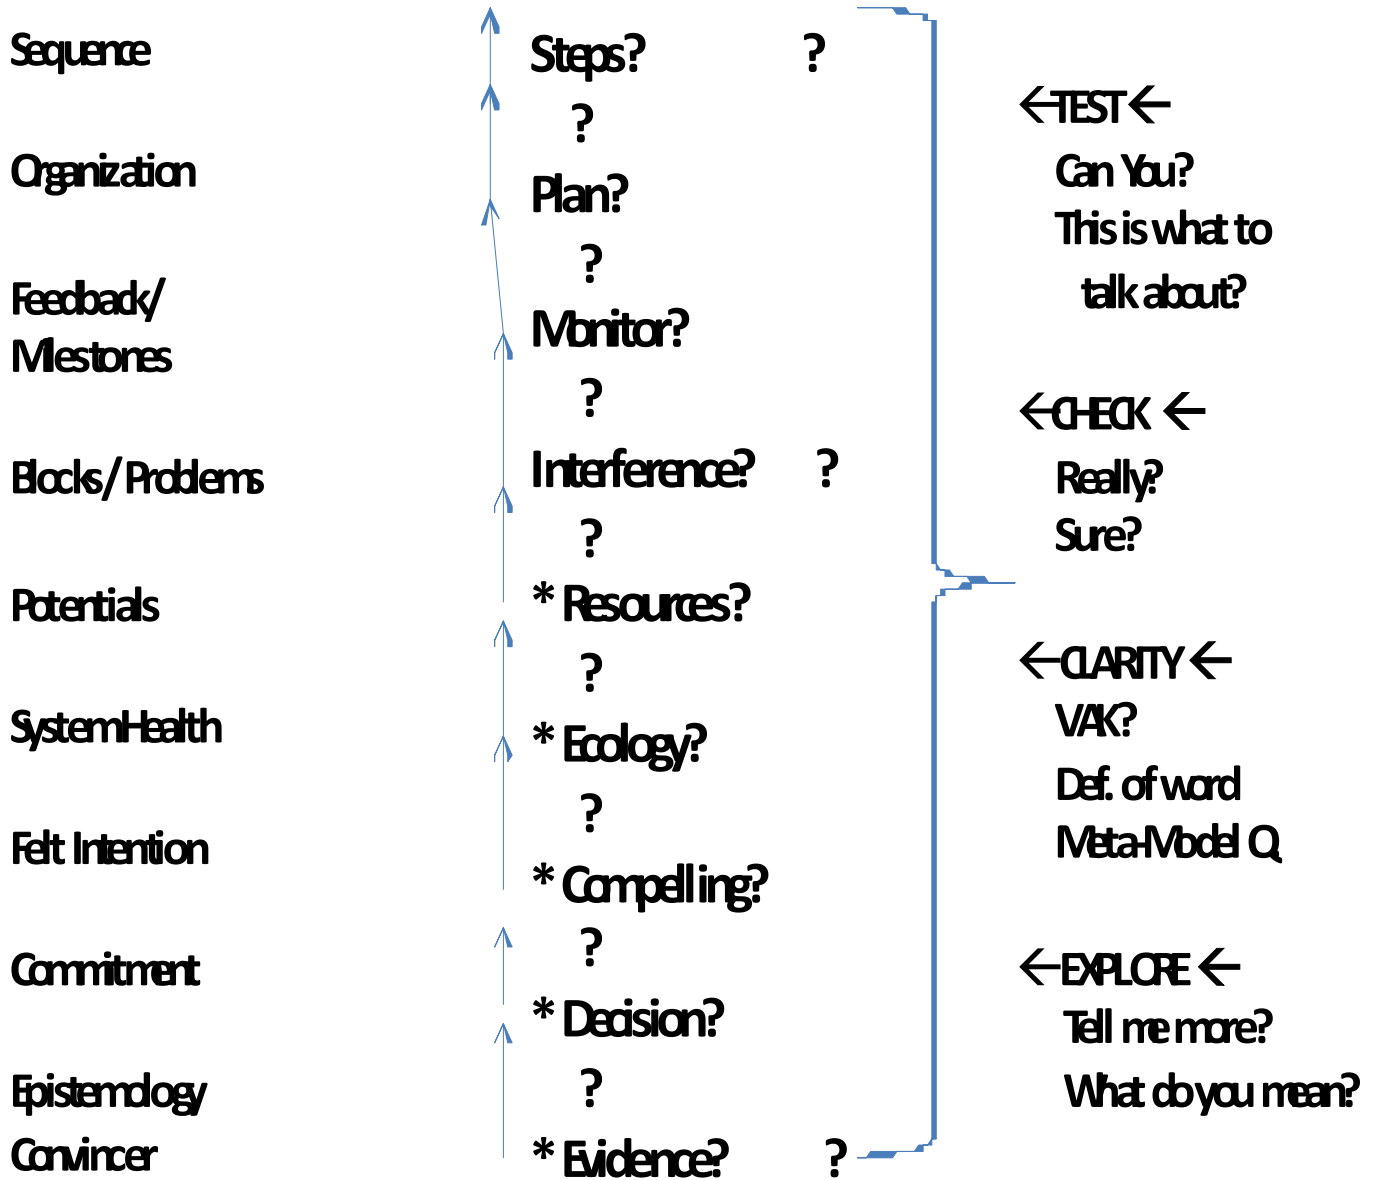 Sequence
Organization
Feedback/
Milestones
Blocks / Problems
Potentials
System Health
Felt Intention
Commitment
Epistemology
Convincer
Steps? ?
?
Plan?
?
Monitor?
?
Interference? ?
?
* Resources?
?
* Ecology?
?
* Compelling?
?
* Decision?
?
* Evidence? ?
←TEST←
Can You?
This is what to
talk about?
←CHECK ←
Really?
Sure?
←CLARITY←
VAK?
Def. of word
Meta-Model Q
←EXPLORE←
Tell me more?
What do you mean?